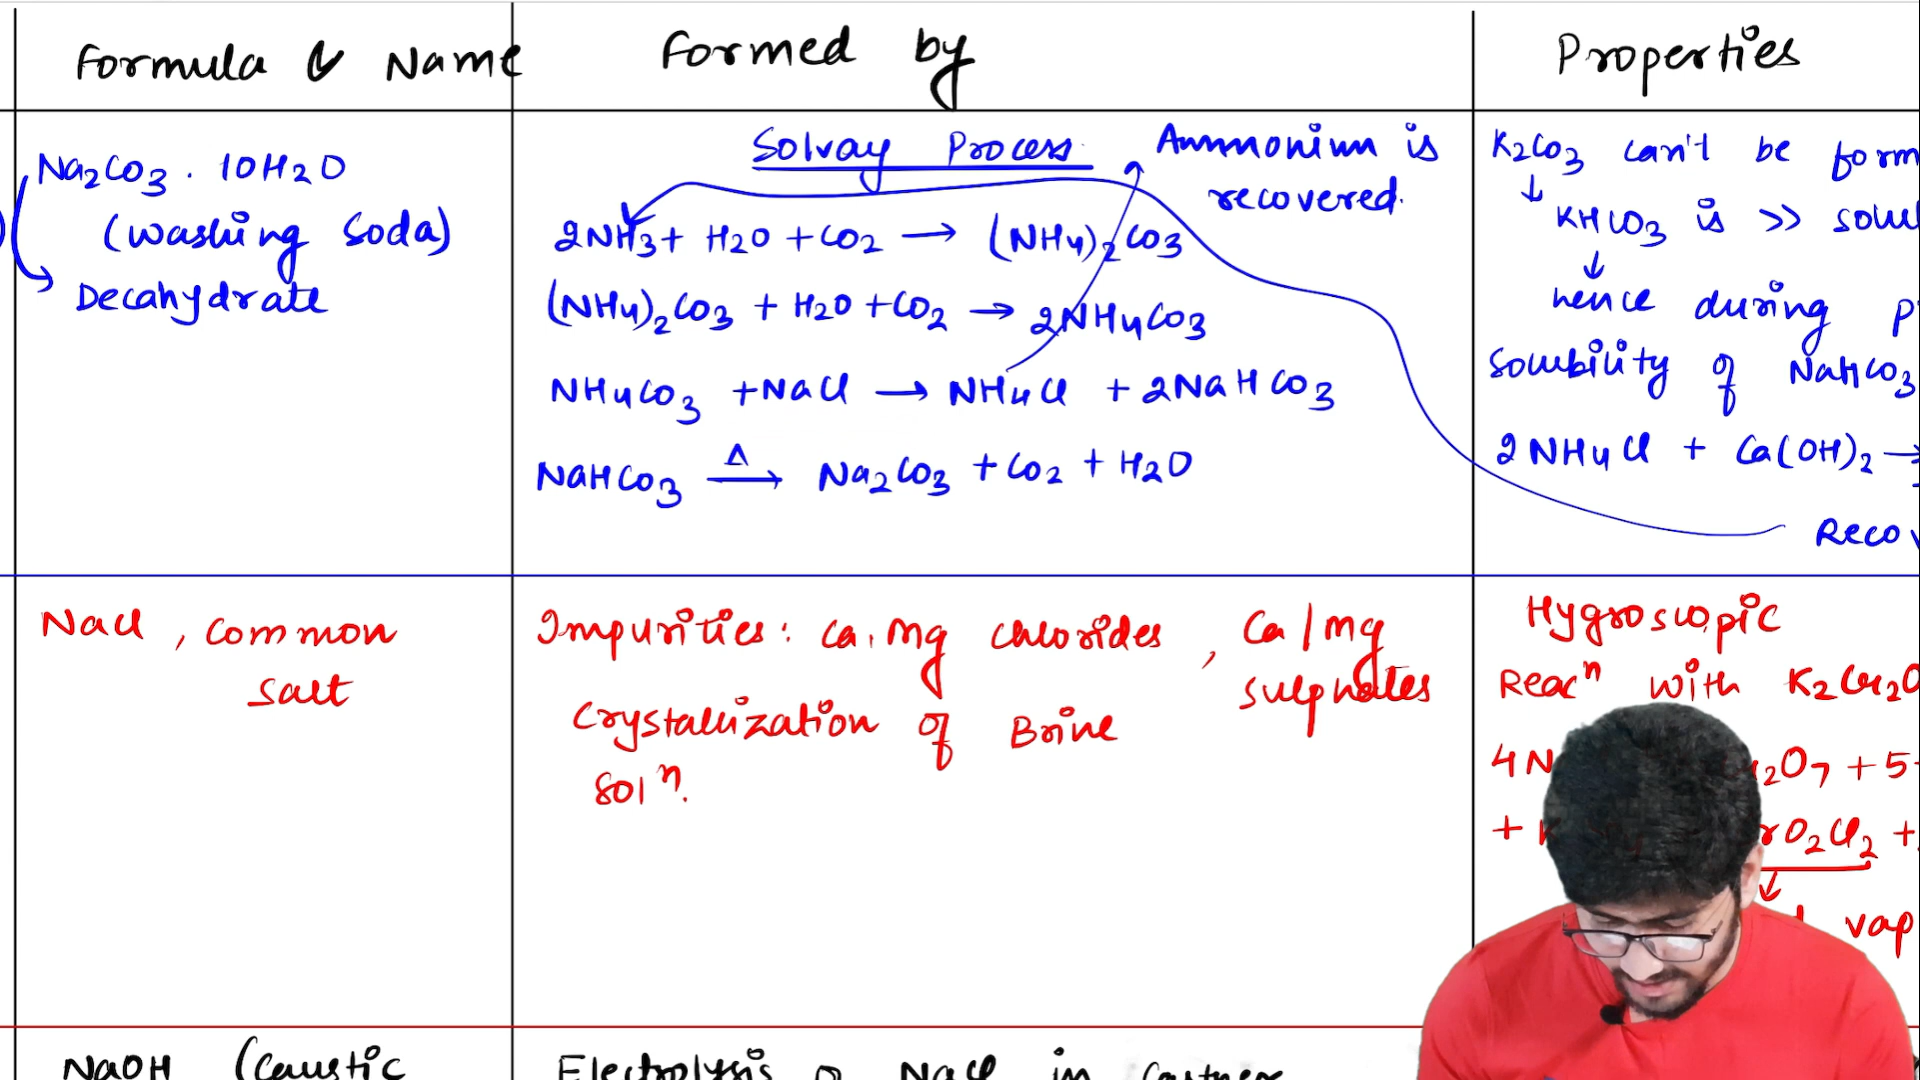 Formula & Name
Formed by
Properties
Na2CO3 . 10H2O
(Washing Soda)
Decahydrate
Solvay Process
Ammonium is
recovered.
2NH3 + H2O + CO2 → (NH4)2CO3
(NH4)2CO3 + H2O + CO2 → 2NH4CO3
NH4CO3 + NaCl → NH4Cl + 2NaHCO3
NaHCO3 Δ→ Na2CO3 + CO2 + H2O
K2CO3 can't be form
↓
KHCO3 is >> solu
↓
hence during p
Solubility of NaHCO3
2NH4Cl + Ca(OH)2 →
Reco
NaCl , common
salt
Impurities: Ca, Mg chlorides , Ca/Mg
sulphates
Crystallization of Brine
solⁿ.
Hygroscopic
Reacⁿ with K2Cr2O
4N 2O7 + 5
+ rO2Cl2 +
↓
vap
NaOH (Caustic
Electrolysis NaCl in Castner